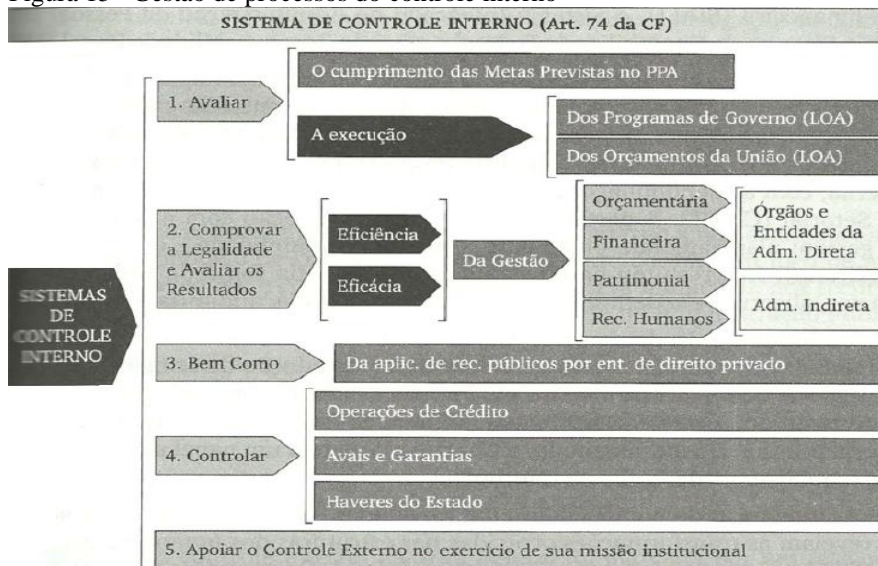 Figura 13 - Gestão de processos do controle interno
SISTEMA DE CONTROLE INTERNO (Art. 74 da CF)
SISTEMAS
DE
CONTROLE
INTERNO
1. Avaliar
O cumprimento das Metas Previstas no PPA
A execução
Dos Programas de Governo (LOA)
Dos Orçamentos da União (LOA)
2. Comprovar
a Legalidade
e Avaliar os
Resultados
Eficiência
Eficácia
Da Gestão
Orçamentária
Financeira
Patrimonial
Rec. Humanos
Órgãos e
Entidades da
Adm. Direta
Adm. Indireta
3. Bem Como
Da aplic. de rec. públicos por ent. de direito privado
4. Controlar
Operações de Crédito
Avais e Garantias
Haveres do Estado
5. Apoiar o Controle Externo no exercício de sua missão institucional